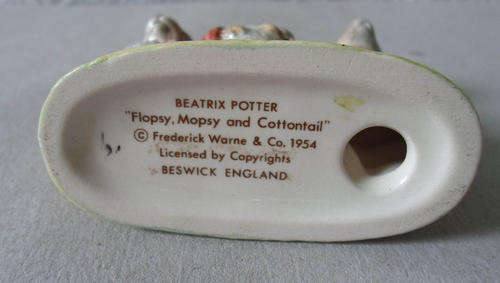 BEATRIX POTTER
"Flopsy, Mopsy and Cottontail"
© Frederick Warne & Co. 1954
Licensed by Copyrights
BESWICK ENGLAND